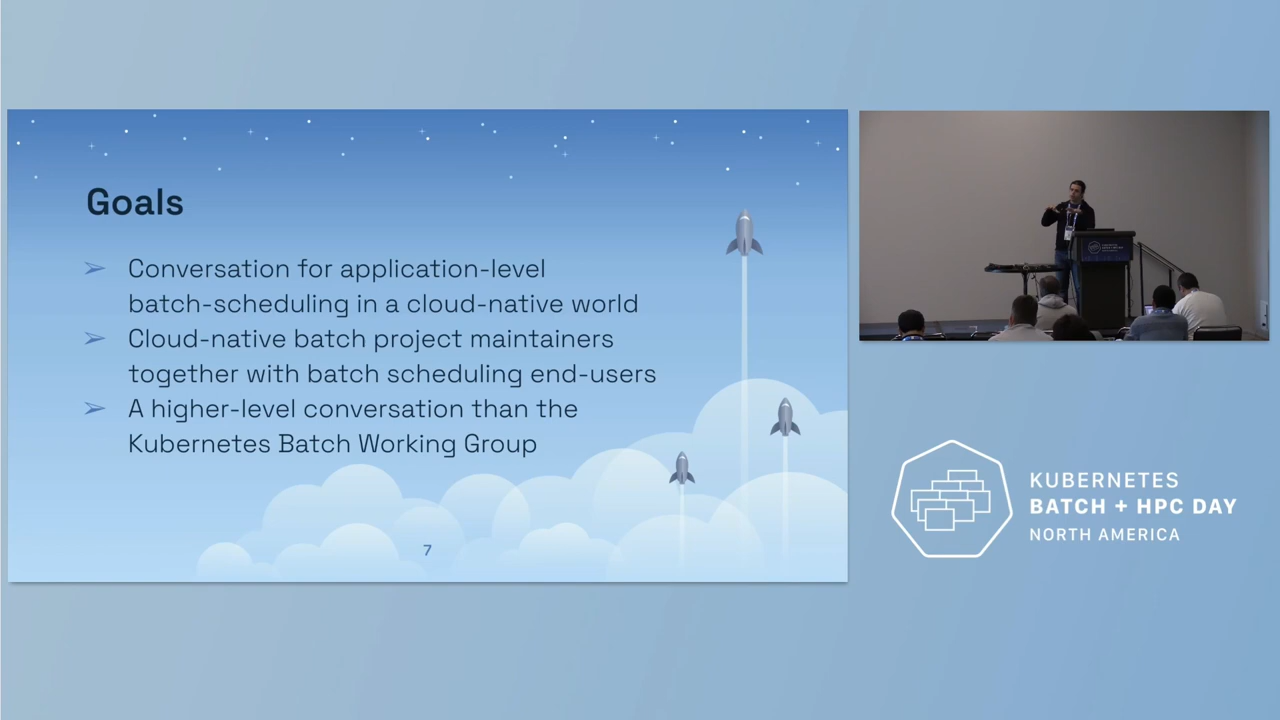 Goals
➢ Conversation for application-level
batch-scheduling in a cloud-native world
➢ Cloud-native batch project maintainers
together with batch scheduling end-users
➢ A higher-level conversation than the
Kubernetes Batch Working Group
7
KUBERNETES
BATCH + HPC DAY
NORTH AMERICA